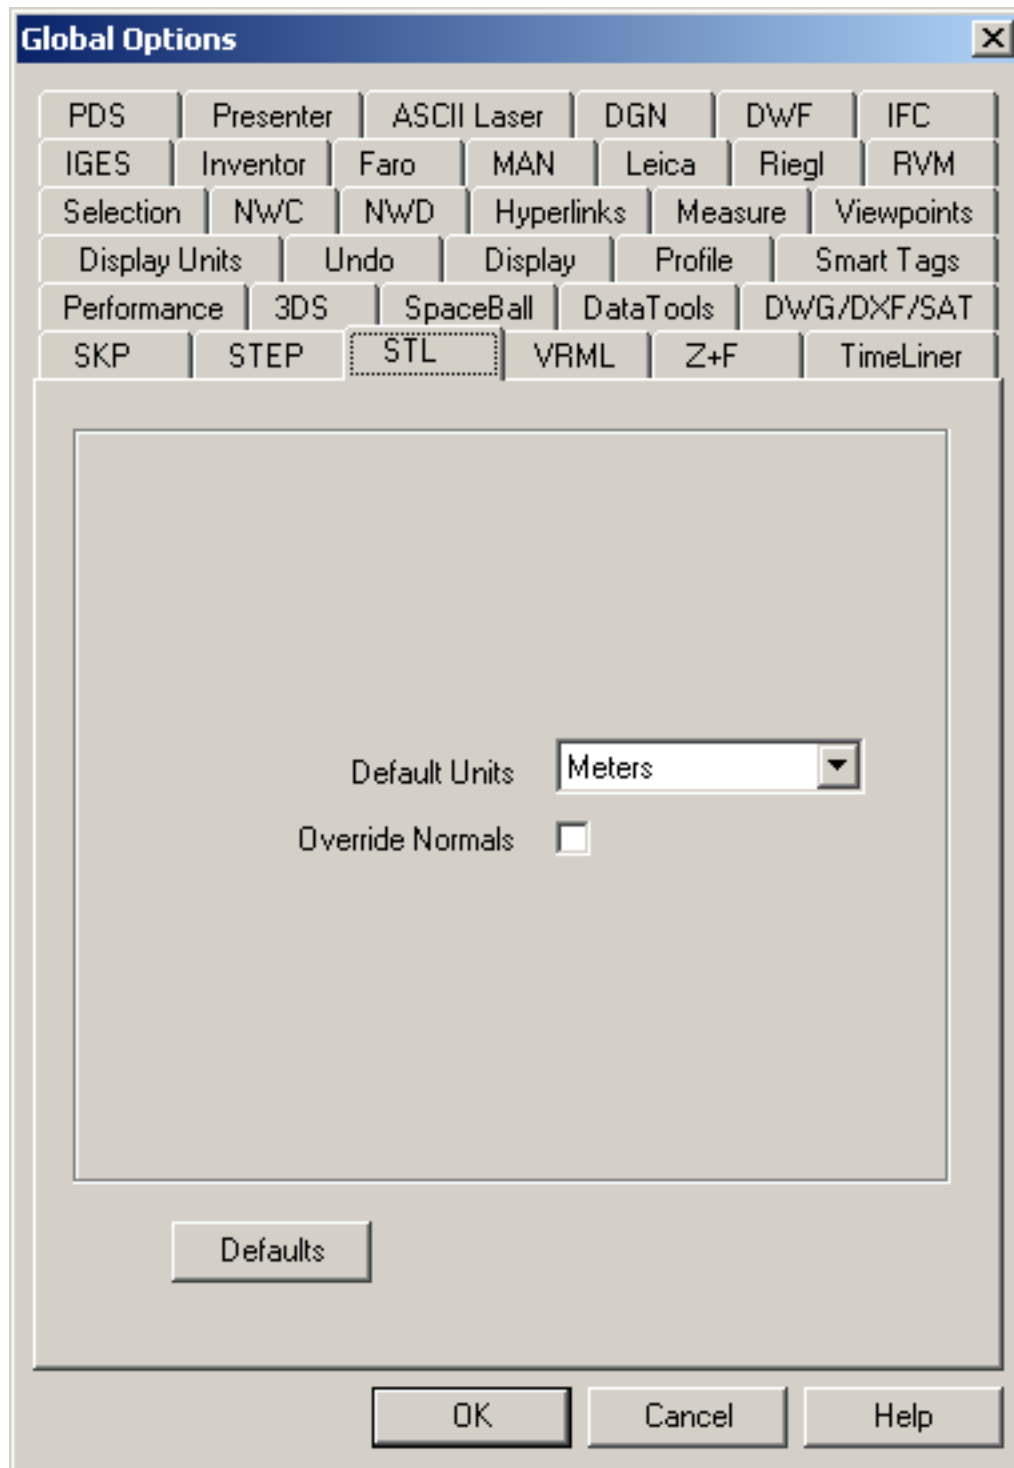 Global Options
PDS Presenter ASCII Laser DGN DWF IFC
IGES Inventor Faro MAN Leica Riegl RVM
Selection NWC NWD Hyperlinks Measure Viewpoints
Display Units Undo Display Profile Smart Tags
Performance 3DS SpaceBall DataTools DWG/DXF/SAT
SKP STEP STL VRML Z+F TimeLiner
Default Units Meters
Override Normals
Defaults
OK Cancel Help